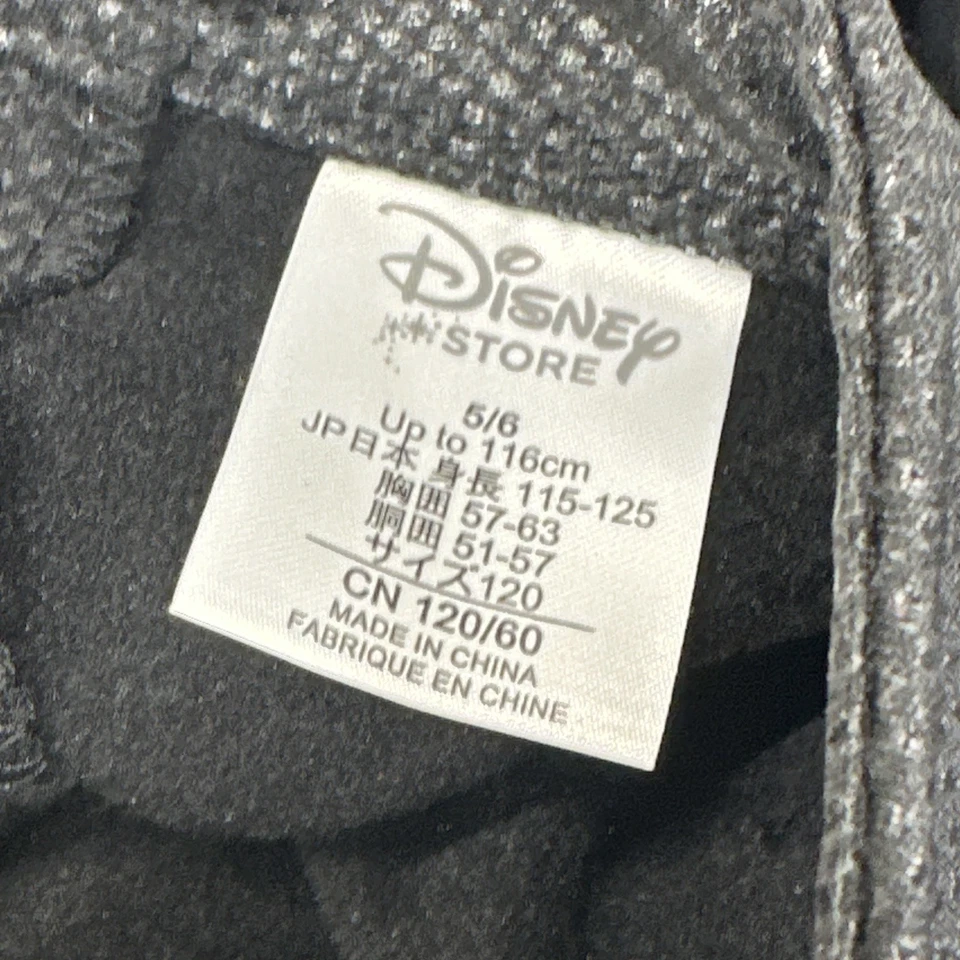 Disney
STORE
5/6
Up to 116cm
JP日本 身長 115-125
胸囲 57-63
胴囲 51-57
サイズ120
CN 120/60
MADE IN CHINA
FABRIQUE EN CHINE